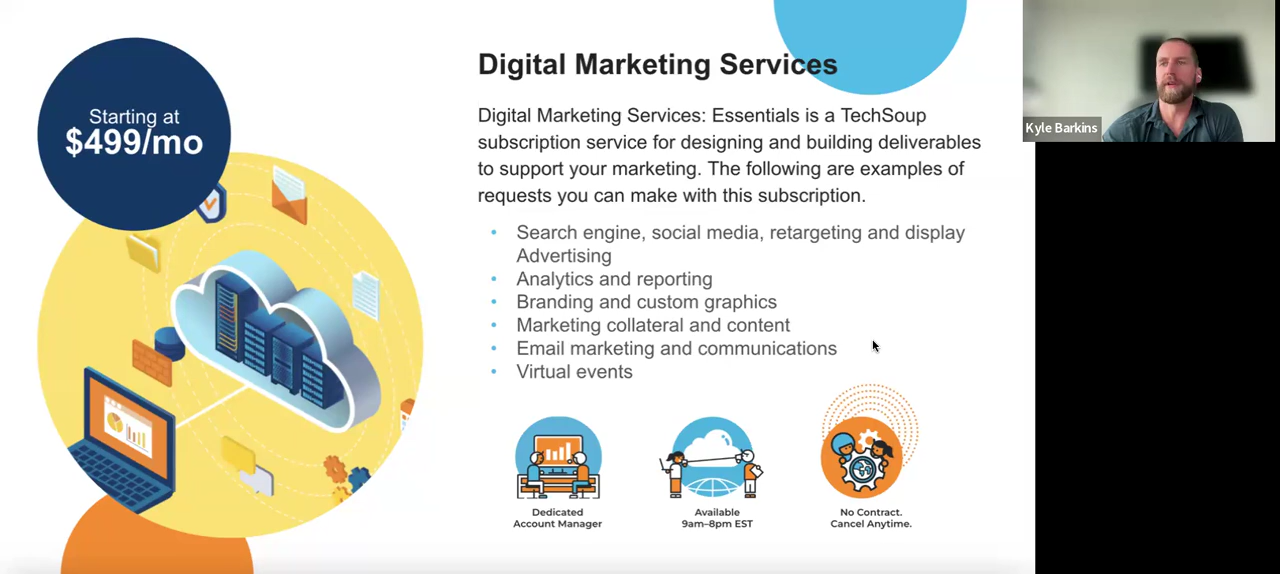 Starting at
$499/mo
Digital Marketing Services
Digital Marketing Services: Essentials is a TechSoup
subscription service for designing and building deliverables
to support your marketing. The following are examples of
requests you can make with this subscription.
• Search engine, social media, retargeting and display
Advertising
• Analytics and reporting
• Branding and custom graphics
• Marketing collateral and content
• Email marketing and communications
• Virtual events
Dedicated
Account Manager
Available
9am–8pm EST
No Contract.
Cancel Anytime.
Kyle Barkins